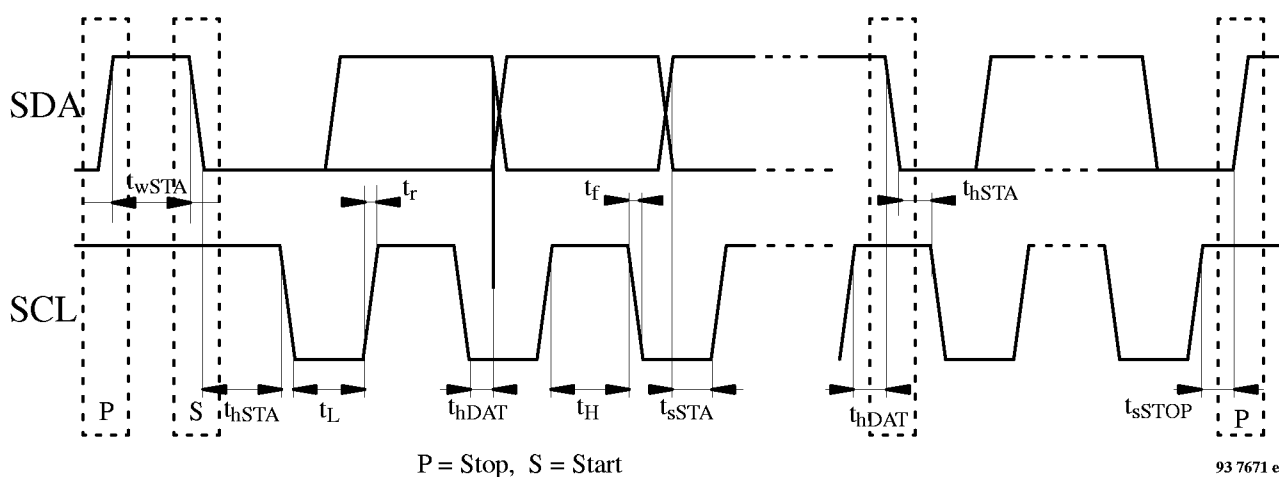 SDA
twSTA
tr
tf
thSTA
SCL
P
S
thSTA
tL
thDAT
tH
tsSTA
thDAT
tsSTOP
P
P = Stop, S = Start
93 7671 e